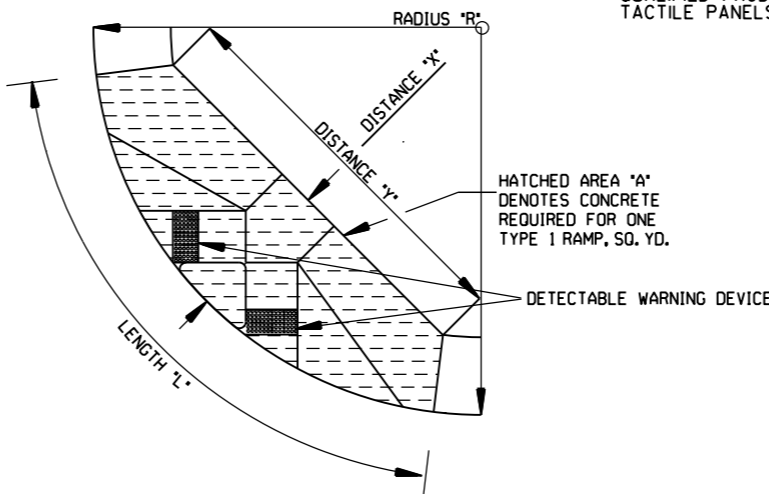 RADIUS "R"
TACTILE PANELS
DISTANCE "X"
DISTANCE "Y"
HATCHED AREA "A"
DENOTES CONCRETE
REQUIRED FOR ONE
TYPE 1 RAMP, SQ. YD.
DETECTABLE WARNING DEVICE
LENGTH "L"